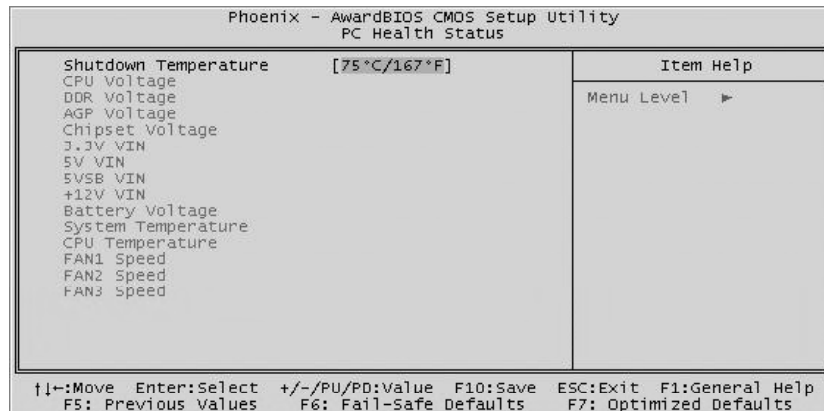 Phoenix - AwardBIOS CMOS Setup Utility
PC Health Status
Shutdown Temperature [75°C/167°F]
CPU Voltage
DDR Voltage
AGP Voltage
Chipset Voltage
3.3V VIN
5V VIN
5VSB VIN
+12V VIN
Battery Voltage
System Temperature
CPU Temperature
FAN1 Speed
FAN2 Speed
FAN3 Speed
Item Help
Menu Level ►
↑↓←:Move Enter:Select +/-/PU/PD:Value F10:Save ESC:Exit F1:General Help
F5: Previous Values F6: Fail-Safe Defaults F7: Optimized Defaults